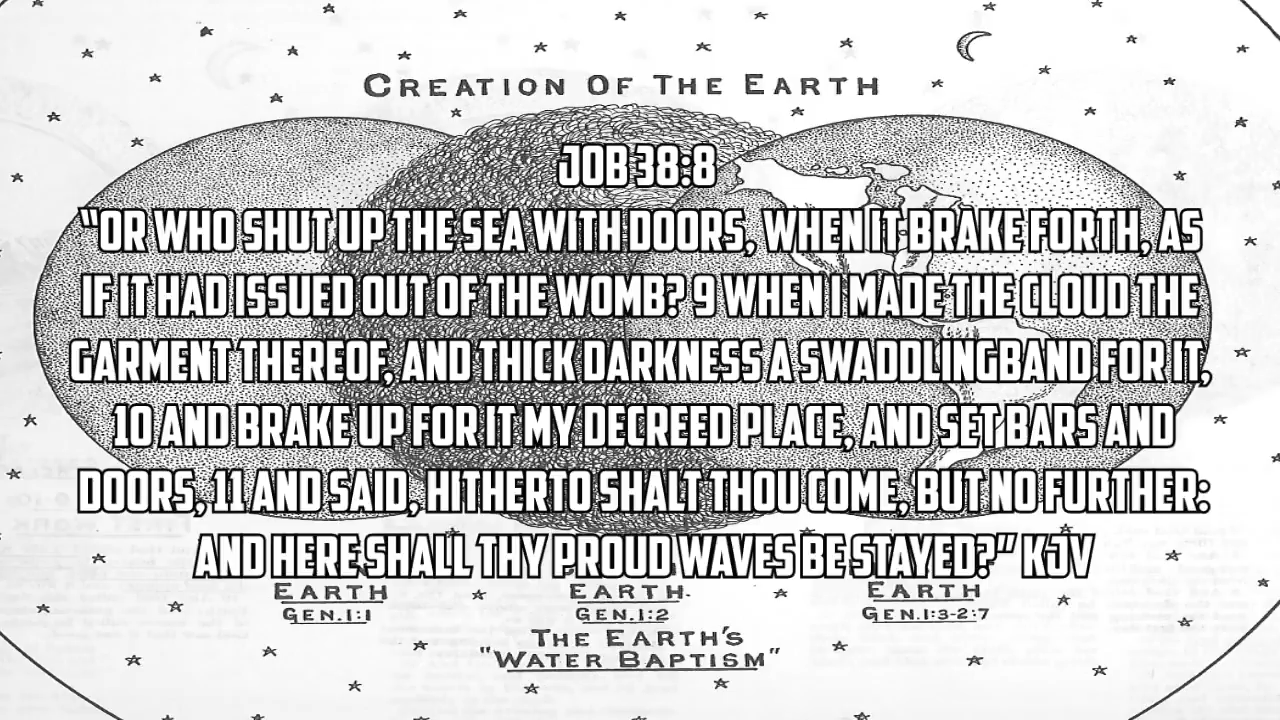 CREATION OF THE EARTH
JOB 38:8
“OR WHO SHUT UP THE SEA WITH DOORS, WHEN IT BRAKE FORTH, AS
IF IT HAD ISSUED OUT OF THE WOMB? 9 WHEN I MADE THE CLOUD THE
GARMENT THEREOF, AND THICK DARKNESS A SWADDLINGBAND FOR IT,
10 AND BRAKE UP FOR IT MY DECREED PLACE, AND SET BARS AND
DOORS, 11 AND SAID, HITHERTO SHALT THOU COME, BUT NO FURTHER:
AND HERE SHALL THY PROUD WAVES BE STAYED?” KJV
EARTH EARTH. EARTH
GEN.1:1 GEN.1:2 GEN.1:3-2:7
THE EARTH'S
"WATER BAPTISM"